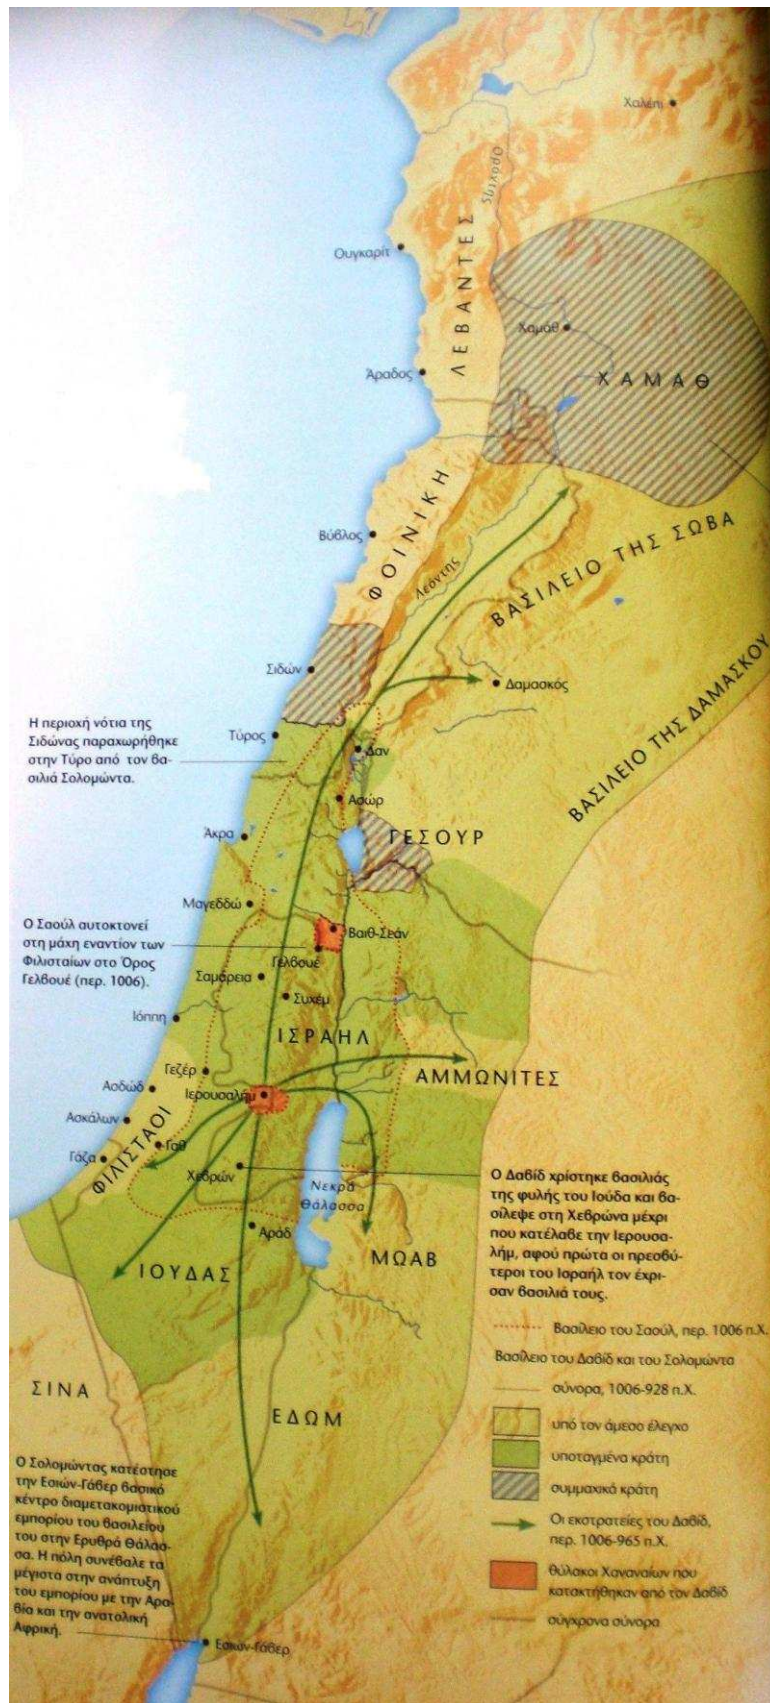 Χαλέπι
Ορόντης
Ουγκαρίτ
ΛΕΒΑΝΤΕΣ
Χαμάθ
Άραδος
ΧΑΜΑΘ
Βύβλος
ΦΟΙΝΙΚΗ
Λεόντης
ΒΑΣΙΛΕΙΟ ΤΗΣ ΣΩΒΑ
Σιδών
Δαμασκός
ΒΑΣΙΛΕΙΟ ΤΗΣ ΔΑΜΑΣΚΟΥ
Η περιοχή νότια της
Σιδώνας παραχωρήθηκε
στην Τύρο από τον βα-
σιλιά Σολομώντα.
Τύρος
Δαν
Ασώρ
Άκρα
ΓΕΣΟΥΡ
Μαγεδδώ
Ο Σαούλ αυτοκτονεί
στη μάχη εναντίον των
Φιλισταίων στο Όρος
Γελβουέ (περ. 1006).
Βαιθ-Σεάν
Γελβουέ
Σαμάρεια
Συχέμ
Ιόππη
ΙΣΡΑΗΛ
Γεζέρ
ΑΜΜΩΝΙΤΕΣ
Ασδώδ
Ιερουσαλήμ
Ασκάλων
Γαθ
Γάζα
ΦΙΛΙΣΤΑΟΙ
Χεβρών
Νεκρά
Θάλασσα
Ο Δαβίδ χρίστηκε βασιλιάς
της φυλής του Ιούδα και βα-
σίλεψε στη Χεβρώνα μέχρι
που κατέλαβε την Ιερουσα-
λήμ, αφού πρώτα οι πρεσβύ-
τεροι του Ισραήλ τον έχρι-
σαν βασιλιά τους.
Αράδ
ΜΩΑΒ
ΙΟΥΔΑΣ
Βασίλειο του Σαούλ, περ. 1006 π.Χ.
Βασίλειο του Δαβίδ και του Σολομώντα
σύνορα, 1006-928 π.Χ.
υπό τον άμεσο έλεγχο
υποταγμένα κράτη
συμμαχικά κράτη
Οι εκστρατείες του Δαβίδ,
περ. 1006-965 π.Χ.
θύλακοι Χαναναίων που
κατακτήθηκαν από τον Δαβίδ
σύγχρονα σύνορα
ΣΙΝΑ
ΕΔΩΜ
Ο Σολομώντας κατέστησε
την Εσιών-Γάβερ βασικό
κέντρο διαμετακομιστικού
εμπορίου του βασιλείου
του στην Ερυθρά Θάλασ-
σα. Η πόλη συνέβαλε τα
μέγιστα στην ανάπτυξη
του εμπορίου με την Αρα-
βία και την ανατολική
Αφρική.
Εσιών-Γάβερ